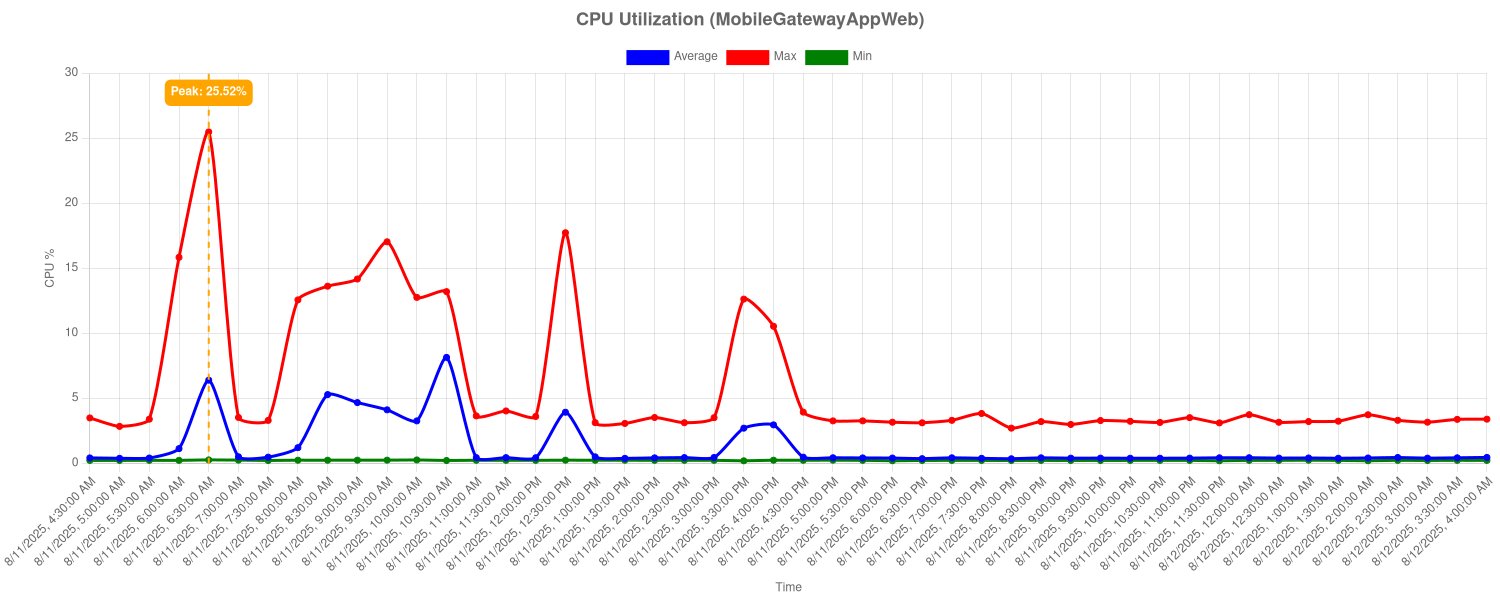 CPU Utilization (MobileGatewayAppWeb)
Average Max Min
Peak: 25.52%
CPU %
30
25
20
15
10
5
0
8/11/2025, 4:30:00 AM
8/11/2025, 5:00:00 AM
8/11/2025, 5:30:00 AM
8/11/2025, 6:00:00 AM
8/11/2025, 6:30:00 AM
8/11/2025, 7:00:00 AM
8/11/2025, 7:30:00 AM
8/11/2025, 8:00:00 AM
8/11/2025, 8:30:00 AM
8/11/2025, 9:00:00 AM
8/11/2025, 9:30:00 AM
8/11/2025, 10:00:00 AM
8/11/2025, 10:30:00 AM
8/11/2025, 11:00:00 AM
8/11/2025, 11:30:00 AM
8/11/2025, 12:00:00 PM
8/11/2025, 12:30:00 PM
8/11/2025, 1:00:00 PM
8/11/2025, 1:30:00 PM
8/11/2025, 2:00:00 PM
8/11/2025, 2:30:00 PM
8/11/2025, 3:00:00 PM
8/11/2025, 3:30:00 PM
8/11/2025, 4:00:00 PM
8/11/2025, 4:30:00 PM
8/11/2025, 5:00:00 PM
8/11/2025, 5:30:00 PM
8/11/2025, 6:00:00 PM
8/11/2025, 6:30:00 PM
8/11/2025, 7:00:00 PM
8/11/2025, 7:30:00 PM
8/11/2025, 8:00:00 PM
8/11/2025, 8:30:00 PM
8/11/2025, 9:00:00 PM
8/11/2025, 9:30:00 PM
8/11/2025, 10:00:00 PM
8/11/2025, 10:30:00 PM
8/11/2025, 11:00:00 PM
8/11/2025, 11:30:00 PM
8/12/2025, 12:00:00 AM
8/12/2025, 12:30:00 AM
8/12/2025, 1:00:00 AM
8/12/2025, 1:30:00 AM
8/12/2025, 2:00:00 AM
8/12/2025, 2:30:00 AM
8/12/2025, 3:00:00 AM
8/12/2025, 3:30:00 AM
8/12/2025, 4:00:00 AM
Time